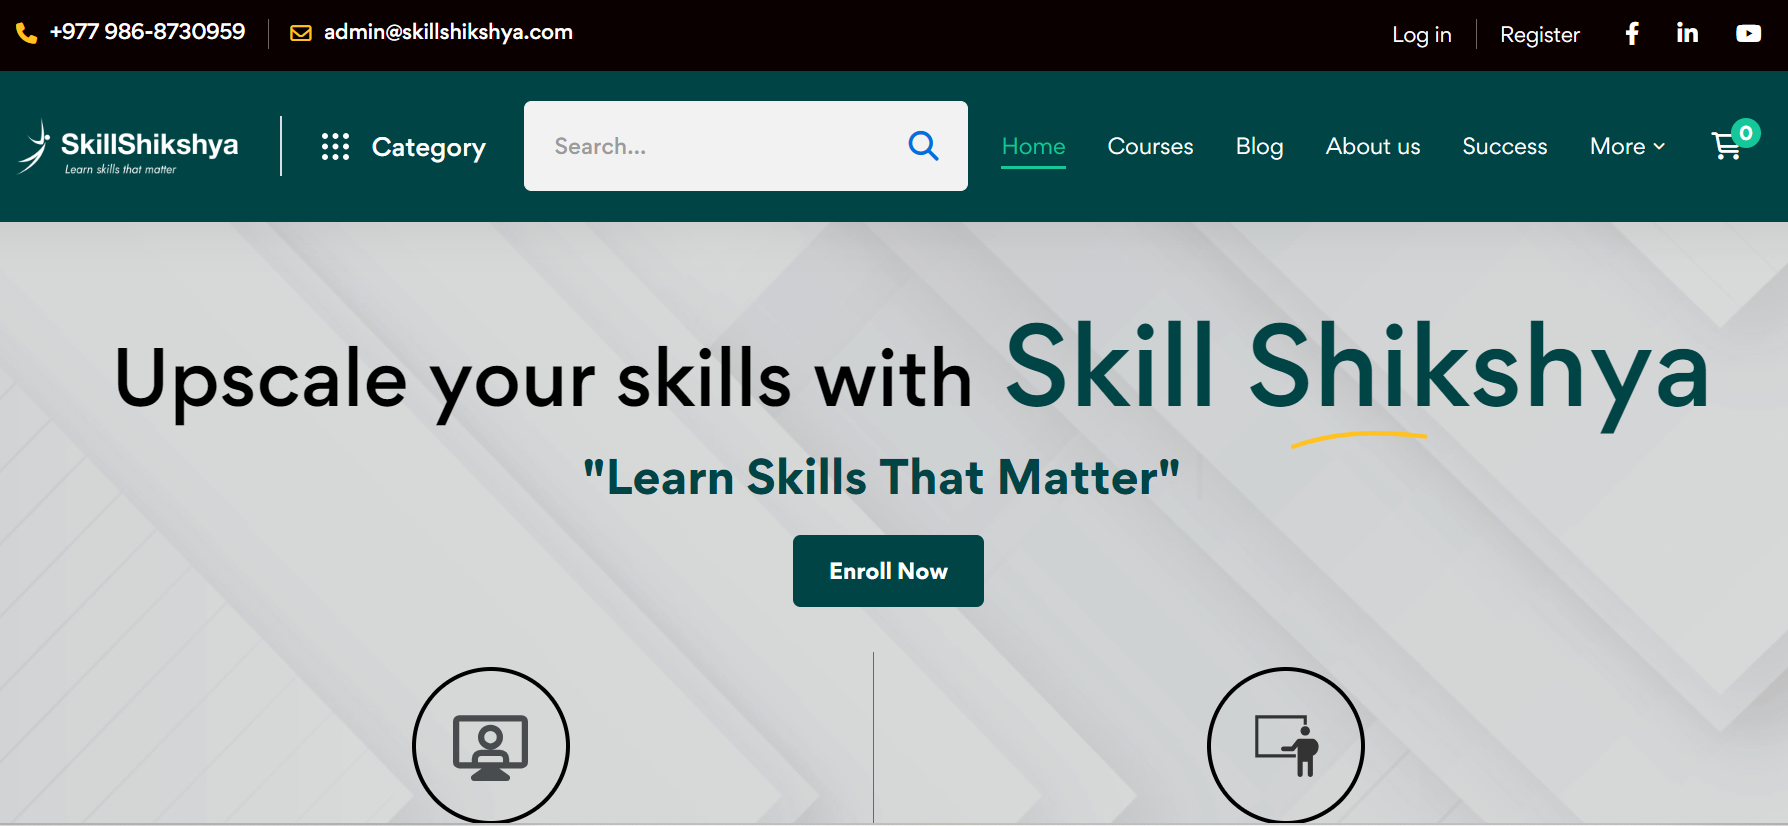 +977 986-8730959
admin@skillshikshya.com
Log in
Register
SkillShikshya
Learn skills that matter
Category
Search...
Home
Courses
Blog
About us
Success
More
0
Upscale your skills with Skill Shikshya
"Learn Skills That Matter"
Enroll Now